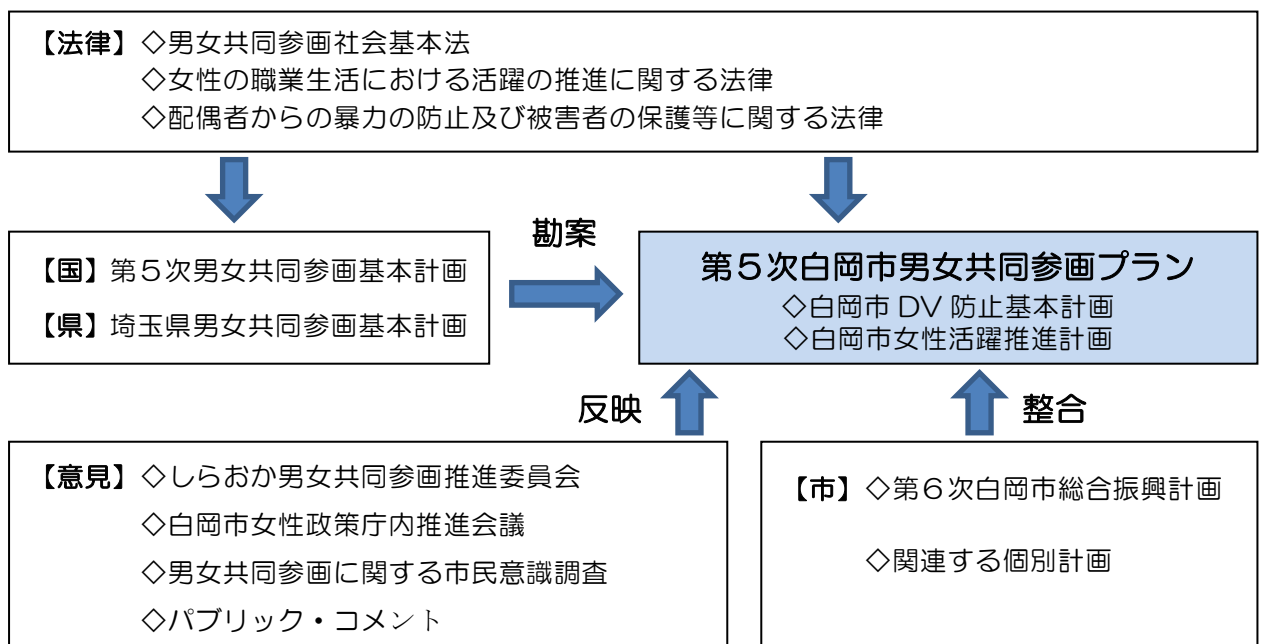 【法律】◇男女共同参画社会基本法
◇女性の職業生活における活躍の推進に関する法律
◇配偶者からの暴力の防止及び被害者の保護等に関する法律
【国】第５次男女共同参画基本計画
【県】埼玉県男女共同参画基本計画
勘案
第５次白岡市男女共同参画プラン
◇白岡市 DV 防止基本計画
◇白岡市女性活躍推進計画
反映
整合
【意見】◇しらおか男女共同参画推進委員会
◇白岡市女性政策庁内推進会議
◇男女共同参画に関する市民意識調査
◇パブリック・コメント
【市】◇第６次白岡市総合振興計画
◇関連する個別計画